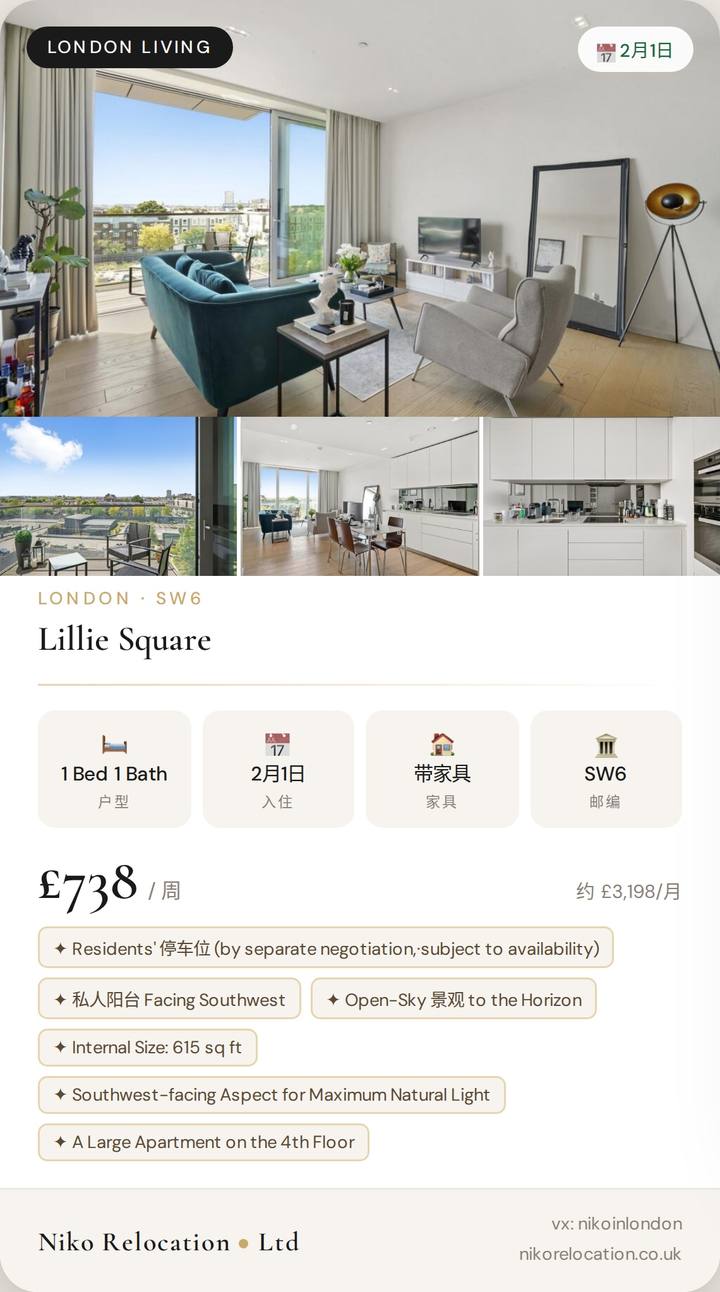 LONDON LIVING
📅 2月1日
LONDON · SW6
Lillie Square
🛏️ 📅 🏠 🏛️
1 Bed 1 Bath 2月1日 带家具 SW6
户型 入住 家具 邮编
£738 / 周 约 £3,198/月
✦ Residents' 停车位 (by separate negotiation,·subject to availability)
✦ 私人阳台 Facing Southwest ✦ Open-Sky 景观 to the Horizon
✦ Internal Size: 615 sq ft
✦ Southwest-facing Aspect for Maximum Natural Light
✦ A Large Apartment on the 4th Floor
vx: nikoinlondon
Niko Relocation • Ltd
nikorelocation.co.uk